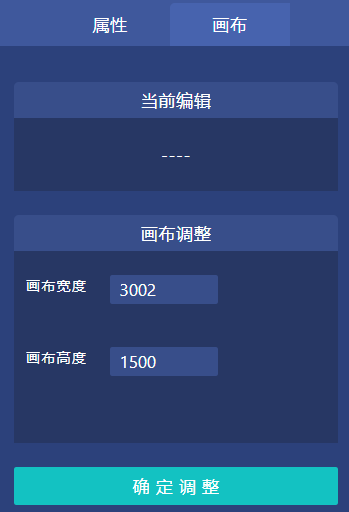 属性 画布
当前编辑
----
画布调整
画布宽度 3002
画布高度 1500
确定调整